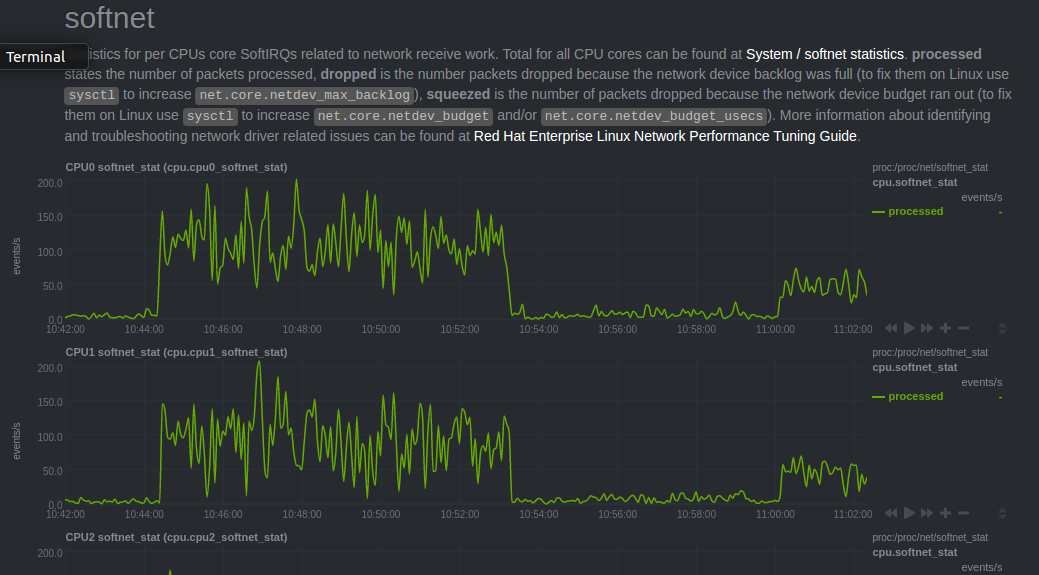 softnet
Terminal
istics for per CPUs core SoftIRQs related to network receive work. Total for all CPU cores can be found at System / softnet statistics. processed
states the number of packets processed, dropped is the number packets dropped because the network device backlog was full (to fix them on Linux use
sysctl to increase net.core.netdev_max_backlog), squeezed is the number of packets dropped because the network device budget ran out (to fix
them on Linux use sysctl to increase net.core.netdev_budget and/or net.core.netdev_budget_usecs). More information about identifying
and troubleshooting network driver related issues can be found at Red Hat Enterprise Linux Network Performance Tuning Guide.
CPU0 softnet_stat (cpu.cpu0_softnet_stat)
proc:/proc/net/softnet_stat
cpu.softnet_stat
events/s
processed -
200.0
150.0
100.0
50.0
0.0
events/s
10:42:00 10:44:00 10:46:00 10:48:00 10:50:00 10:52:00 10:54:00 10:56:00 10:58:00 11:00:00 11:02:00
CPU1 softnet_stat (cpu.cpu1_softnet_stat)
proc:/proc/net/softnet_stat
cpu.softnet_stat
events/s
processed -
200.0
150.0
100.0
50.0
0.0
events/s
10:42:00 10:44:00 10:46:00 10:48:00 10:50:00 10:52:00 10:54:00 10:56:00 10:58:00 11:00:00 11:02:00
CPU2 softnet_stat (cpu.cpu2_softnet_stat)
proc:/proc/net/softnet_stat
cpu.softnet_stat
events/s
200.0